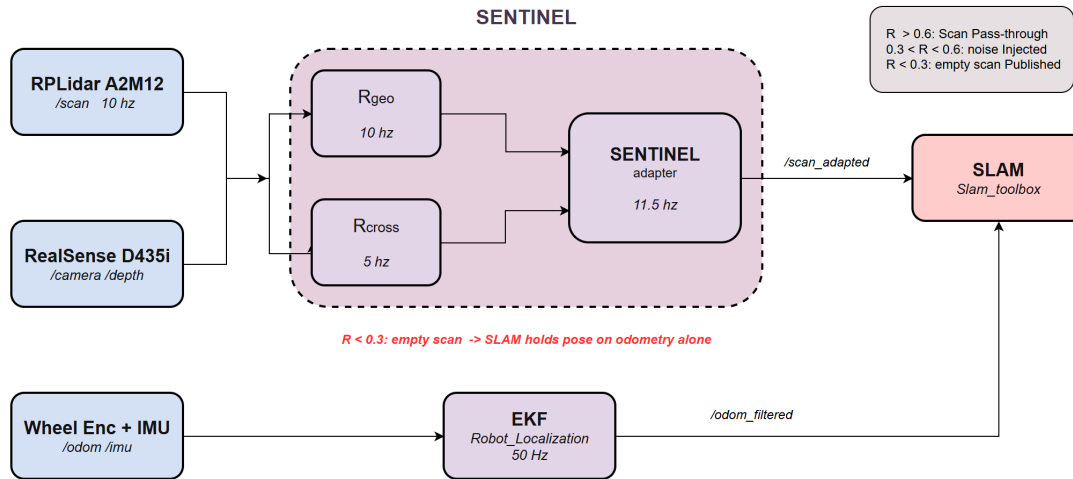 SENTINEL
R > 0.6: Scan Pass-through
0.3 < R < 0.6: noise Injected
R < 0.3: empty scan Published
RPLidar A2M12
/scan 10 hz
Rgeo
10 hz
SENTINEL
adapter
11.5 hz
/scan_adapted
SLAM
Slam_toolbox
RealSense D435i
/camera /depth
Rcross
5 hz
R < 0.3: empty scan -> SLAM holds pose on odometry alone
Wheel Enc + IMU
/odom /imu
EKF
Robot_Localization
50 Hz
/odom_filtered